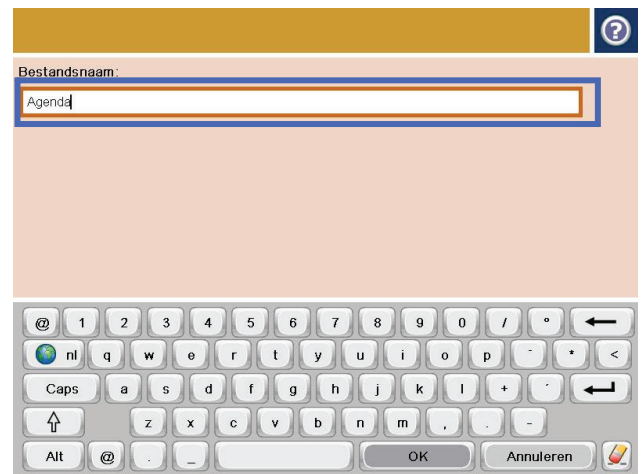 ?
Bestandsnaam:
Agenda
@ 1 2 3 4 5 6 7 8 9 0 / °
nl q w e r t y u i o p ¨ * <
Caps a s d f g h j k l + ´
z x c v b n m , . -
Alt @ . _ OK Annuleren